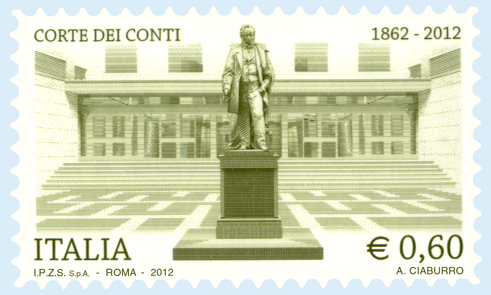 CORTE DEI CONTI 1862 - 2012
ITALIA € 0,60
I.P.Z.S. S.p.A. - ROMA - 2012 A. CIABURRO